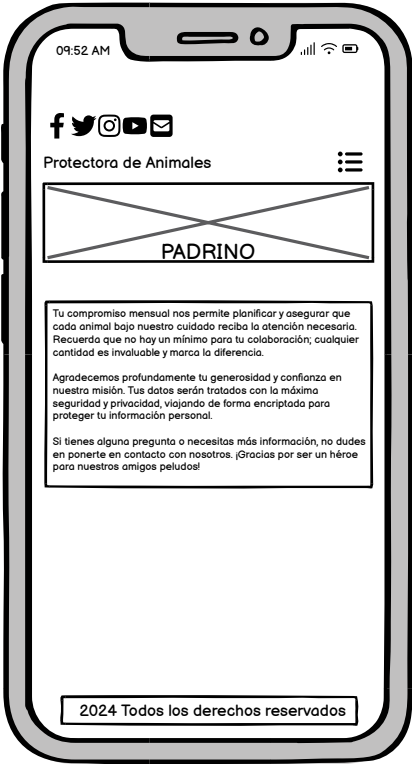 09:52 AM
Protectora de Animales
PADRINO
Tu compromiso mensual nos permite planificar y asegurar que
cada animal bajo nuestro cuidado reciba la atención necesaria.
Recuerda que no hay un mínimo para tu colaboración; cualquier
cantidad es invaluable y marca la diferencia.
Agradecemos profundamente tu generosidad y confianza en
nuestra misión. Tus datos serán tratados con la máxima
seguridad y privacidad, viajando de forma encriptada para
proteger tu información personal.
Si tienes alguna pregunta o necesitas más información, no dudes
en ponerte en contacto con nosotros. ¡Gracias por ser un héroe
para nuestros amigos peludos!
2024 Todos los derechos reservados